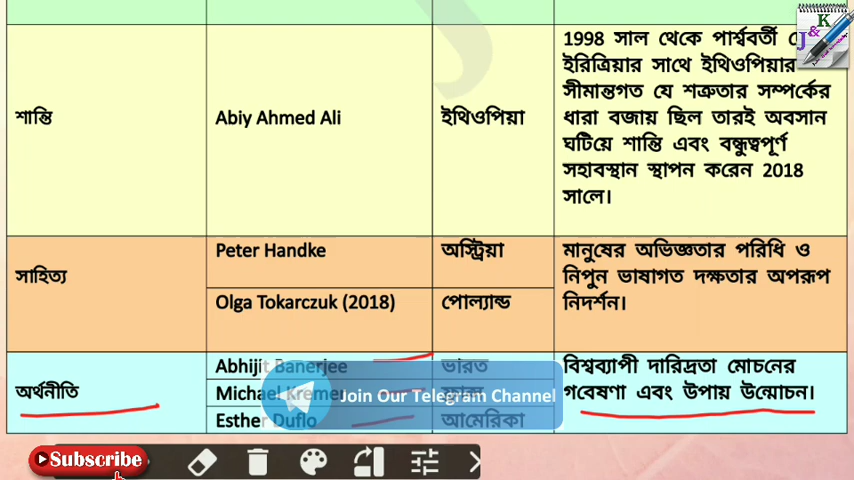 1998 সাল থেকে পার্শ্ববর্তী
ইরিত্রিয়ার সাথে ইথিওপিয়ার
সীমান্তগত যে শত্রুতার সম্পর্কের
শান্তি Abiy Ahmed Ali ইথিওপিয়া ধারা বজায় ছিল তারই অবসান
ঘটিয়ে শান্তি এবং বন্ধুত্বপূর্ণ
সহাবস্থান স্থাপন করেন 2018
সালে।
Peter Handke অস্ট্রিয়া মানুষের অভিজ্ঞতার পরিধি ও
সাহিত্য নিপুন ভাষাগত দক্ষতার অপরূপ
Olga Tokarczuk (2018) পোল্যান্ড নিদর্শন।
Abhijit Banerjee ভারত বিশ্বব্যাপী দারিদ্রতা মোচনের
অর্থনীতি Michael Kremer গবেষণা এবং উপায় উন্মোচন।
Join Our Telegram Channel
Esther Duflo আমেরিকা
Subscribe
J&K